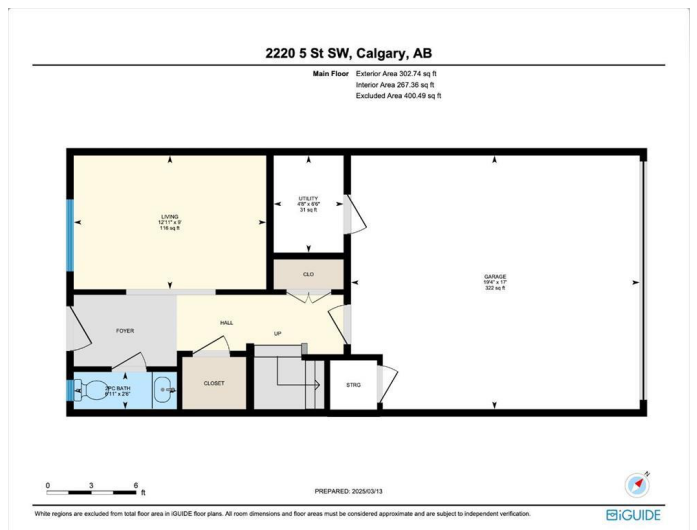 2220 5 St SW, Calgary, AB
Main Floor Exterior Area 302.74 sq ft
Interior Area 267.36 sq ft
Excluded Area 400.49 sq ft
LIVING
12'11" x 9'
116 sq ft
UTILITY
4'8" x 6'8"
31 sq ft
CLO
GARAGE
19'4" x 17'
322 sq ft
FOYER
HALL
UP
2PC BATH
6'11" x 2'6"
CLOSET
STRG
0 3 6 ft
PREPARED: 2025/03/13
N
White regions are excluded from total floor area in iGUIDE floor plans. All room dimensions and floor areas must be considered approximate and are subject to independent verification.
iGUIDE